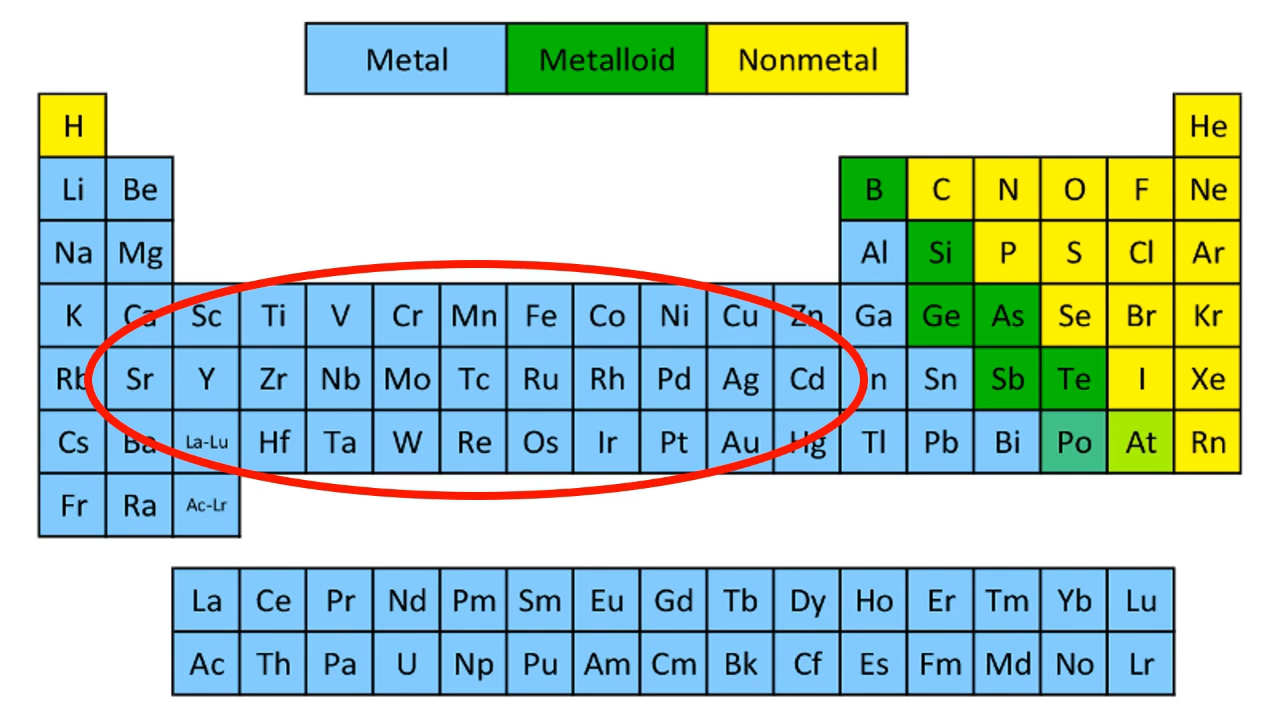 Metal Metalloid Nonmetal
H He
Li Be B C N O F Ne
Na Mg Al Si P S Cl Ar
K Ca Sc Ti V Cr Mn Fe Co Ni Cu Zn Ga Ge As Se Br Kr
Rb Sr Y Zr Nb Mo Tc Ru Rh Pd Ag Cd In Sn Sb Te I Xe
Cs Ba La-Lu Hf Ta W Re Os Ir Pt Au Hg Tl Pb Bi Po At Rn
Fr Ra Ac-Lr
La Ce Pr Nd Pm Sm Eu Gd Tb Dy Ho Er Tm Yb Lu
Ac Th Pa U Np Pu Am Cm Bk Cf Es Fm Md No Lr